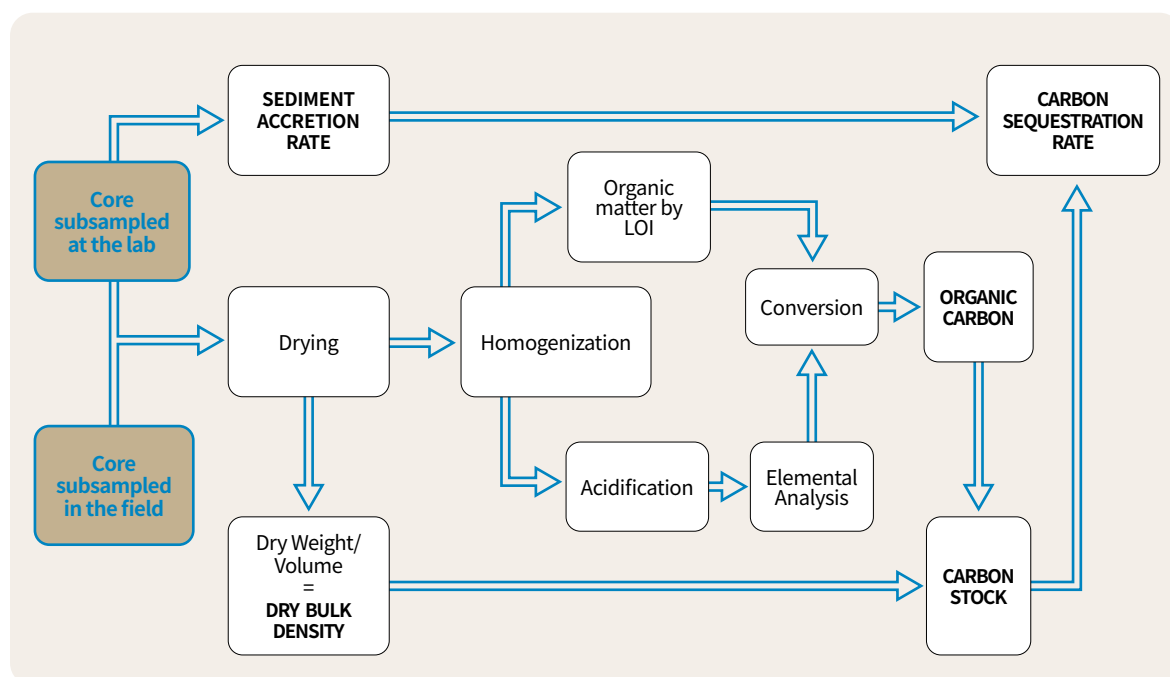 SEDIMENT
ACCRETION
RATE
CARBON
SEQUESTRATION
RATE
Core
subsampled
at the lab
Organic
matter by
LOI
Drying
Homogenization
Conversion
ORGANIC
CARBON
Core
subsampled
in the field
Acidification
Elemental
Analysis
Dry Weight/
Volume
=
DRY BULK
DENSITY
CARBON
STOCK